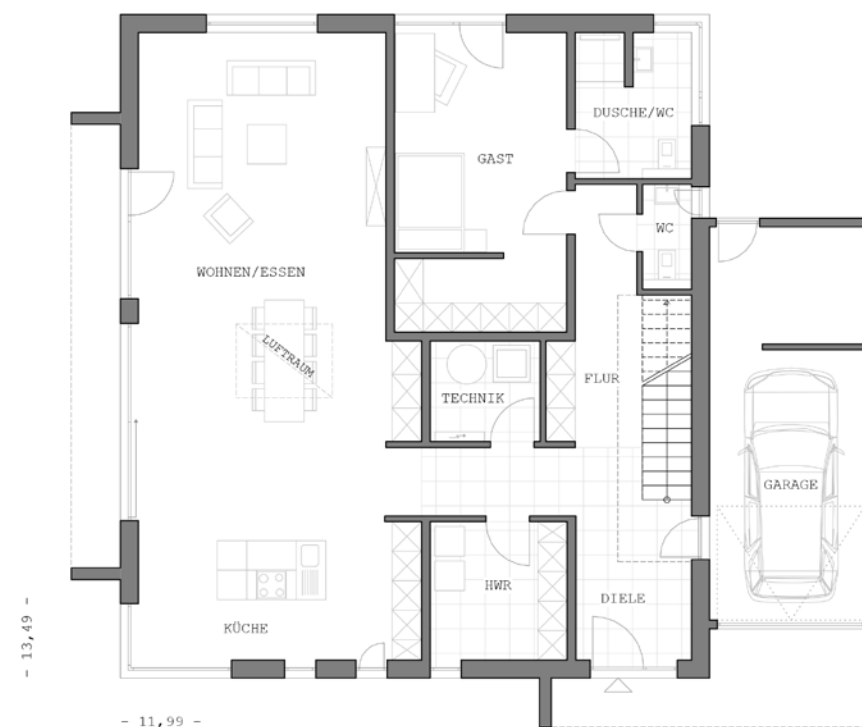 DUSCHE/WC
GAST
WC
WOHNEN/ESSEN
LUFTRAUM
FLUR
TECHNIK
GARAGE
HWR
DIELE
KÜCHE
- 13,49 -
- 11,99 -